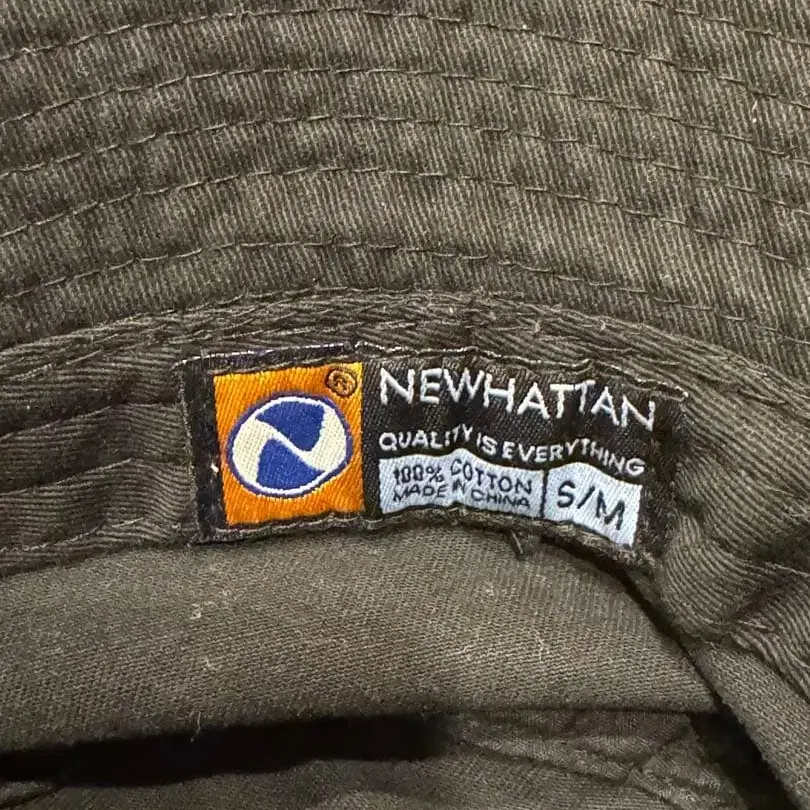 ®
NEWHATTAN
QUALITY IS EVERYTHING
100% COTTON
MADE IN CHINA
S/M